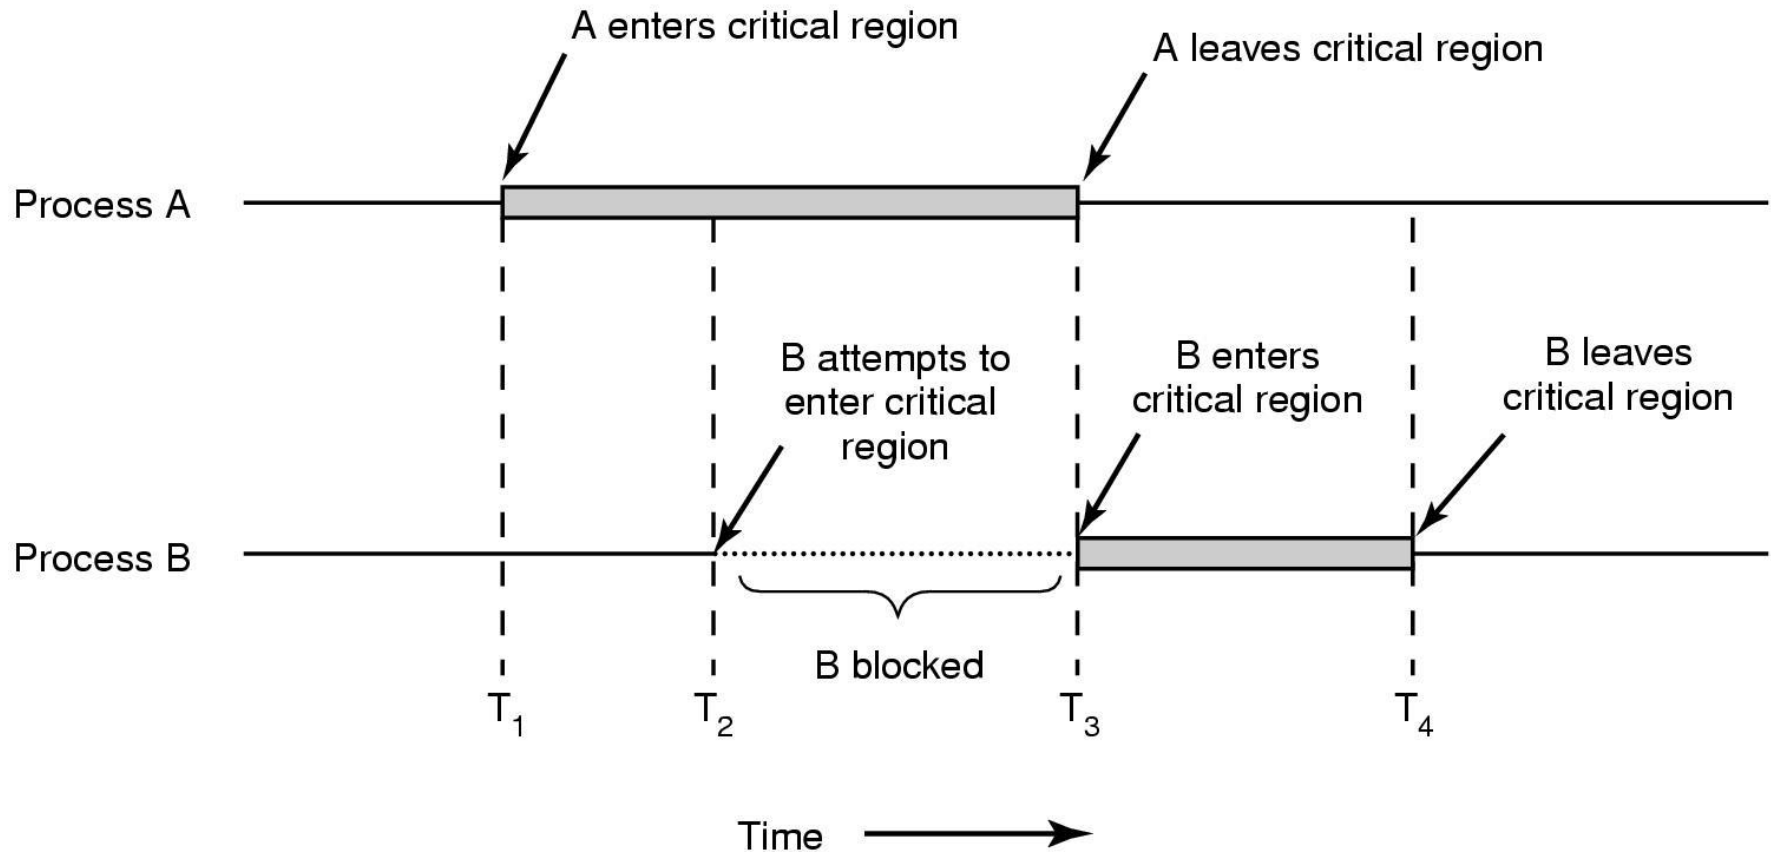 A enters critical region
A leaves critical region
Process A
B attempts to
enter critical
region
B enters
critical region
B leaves
critical region
Process B
B blocked
T1
T2
T3
T4
Time